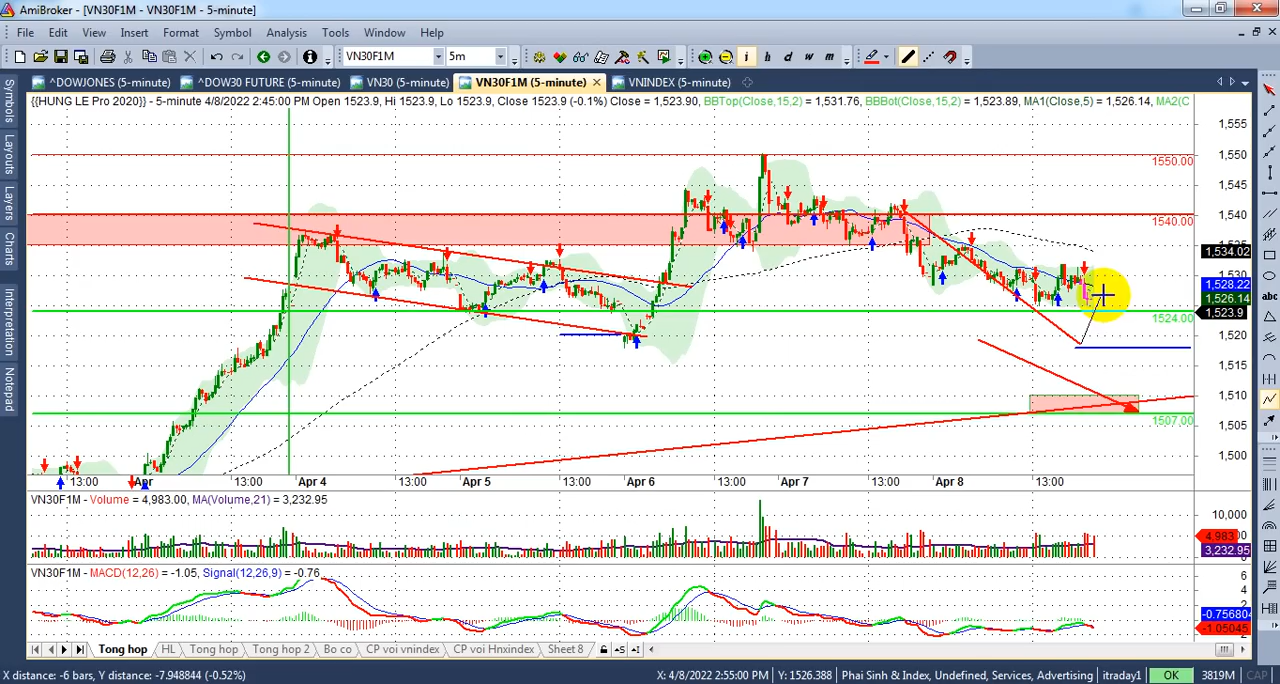 AmiBroker - [VN30F1M - VN30F1M - 5-minute]
File Edit View Insert Format Symbol Analysis Tools Window Help
VN30F1M 5m i h d w m abc
^DOWJONES (5-minute) ^DOW30 FUTURE (5-minute) VN30 (5-minute) VN30F1M (5-minute) VNINDEX (5-minute)
{{HUNG LE Pro 2020}} - 5-minute 4/8/2022 2:45:00 PM Open 1523.9, Hi 1523.9, Lo 1523.9, Close 1523.9 (-0.1%) Close = 1,523.90, BBTop(Close,15,2) = 1,531.76, BBBot(Close,15,2) = 1,523.89, MA1(Close,5) = 1,526.14, MA2(C
Symbols
Layouts
Layers
Charts
Interpretation
Notepad
1,555
1,550
1550.00
1,545
1,540
1540.00
1,534.02
1,530
1,528.22
1,526.14
1,523.9
1524.00
1,520
1,515
1,510
1507.00
1,505
1,500
13:00 Apr 13:00 Apr 4 13:00 Apr 5 13:00 Apr 6 13:00 Apr 7 13:00 Apr 8 13:00
VN30F1M - Volume = 4,983.00, MA(Volume,21) = 3,232.95
10,000
4,983
3,232.95
VN30F1M - MACD(12,26) = -1.05, Signal(12,26,9) = -0.76
6
4
2
-0.75680
-1.05045
Tong hop HL Tong hop Tong hop 2 Bo co CP voi vnindex CP voi Hnxindex Sheet 8
X distance: -6 bars, Y distance: -7.948844 (-0.52%) X: 4/8/2022 2:55:00 PM Y: 1526.388 Phai Sinh & Index, Undefined, Services, Advertising itraday1 OK 3819M CAP